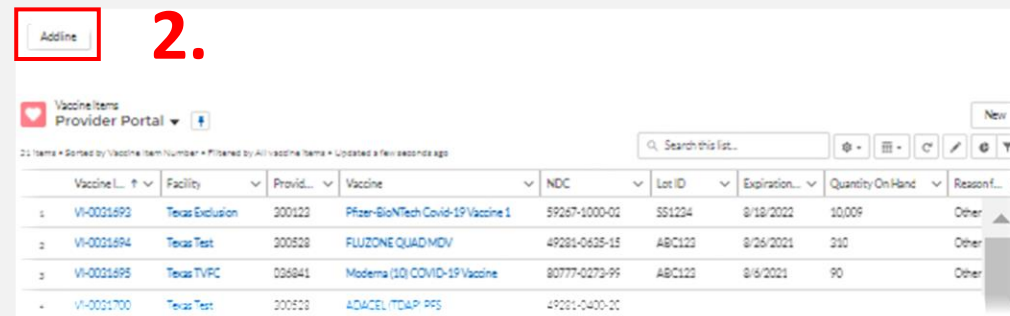 Addline
2.
Vaccine Items
Provider Portal
New
21 items • Sorted by Vaccine Item Number • Filtered by All vaccine items • Updated a few seconds ago
Search this list...
Vaccine I... Facility Provid... Vaccine NDC Lot ID Expiration... Quantity On Hand Reason f...
1 VI-0031693 Texas Exclusion 300123 Pfizer-BioNTech Covid-19 Vaccine 1 59267-1000-02 SS1234 8/18/2022 10,009 Other
2 VI-0031694 Texas Test 300528 FLUZONE QUAD MDV 49281-0635-15 ABC123 8/26/2021 310 Other
3 VI-0031695 Texas TVFC 036841 Moderna (10) COVID-19 Vaccine 80777-0273-99 ABC123 8/6/2021 90 Other
4 VI-0031700 Texas Test 300528 ADACEL (TDAP) PFS 49281-0400-20